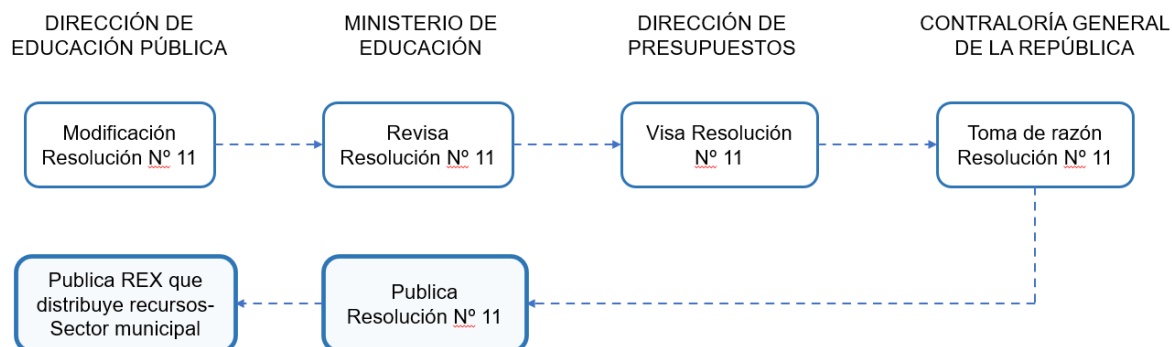 DIRECCIÓN DE
EDUCACIÓN PÚBLICA
MINISTERIO DE
EDUCACIÓN
DIRECCIÓN DE
PRESUPUESTOS
CONTRALORÍA GENERAL
DE LA REPÚBLICA
Modificación
Resolución Nº 11
Revisa
Resolución Nº 11
Visa Resolución
Nº 11
Toma de razón
Resolución Nº 11
Publica REX que
distribuye recursos-
Sector municipal
Publica
Resolución Nº 11